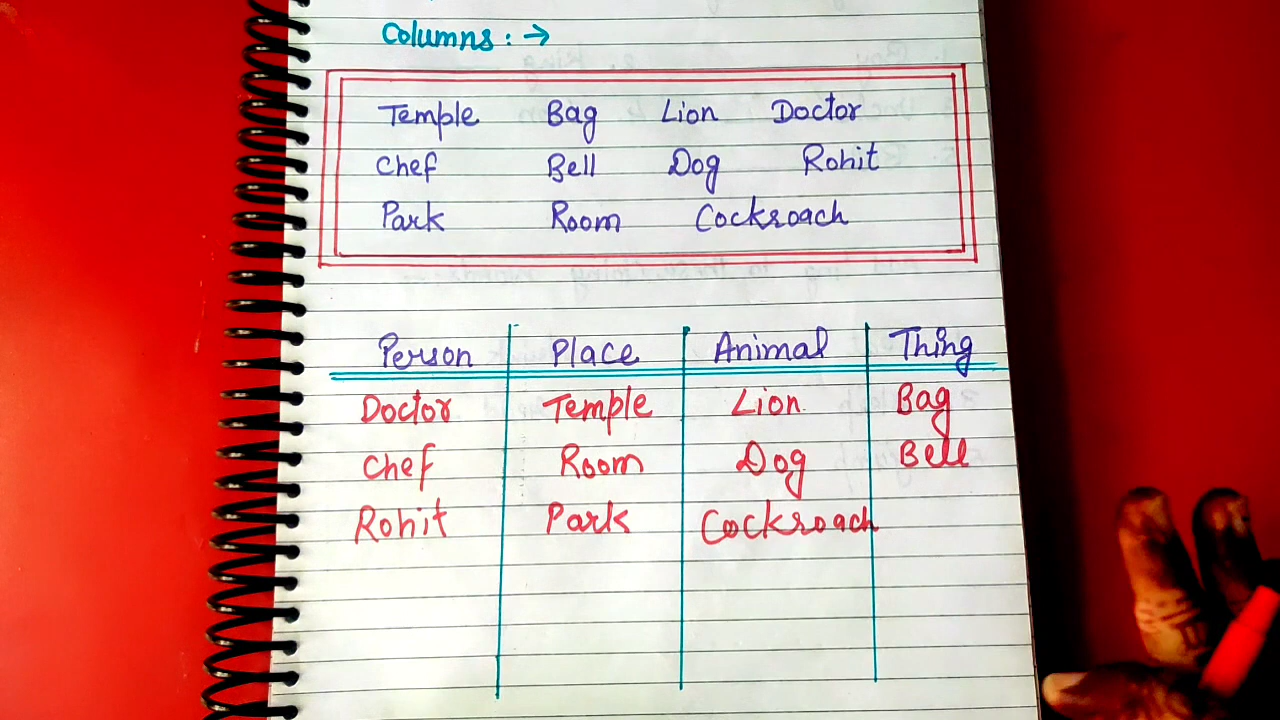 Columns : →
Temple Bag Lion Doctor
Chef Bell Dog Rohit
Park Room Cockroach
Person Place Animal Thing
Doctor Temple Lion Bag
Chef Room Dog Bell
Rohit Park Cockroach